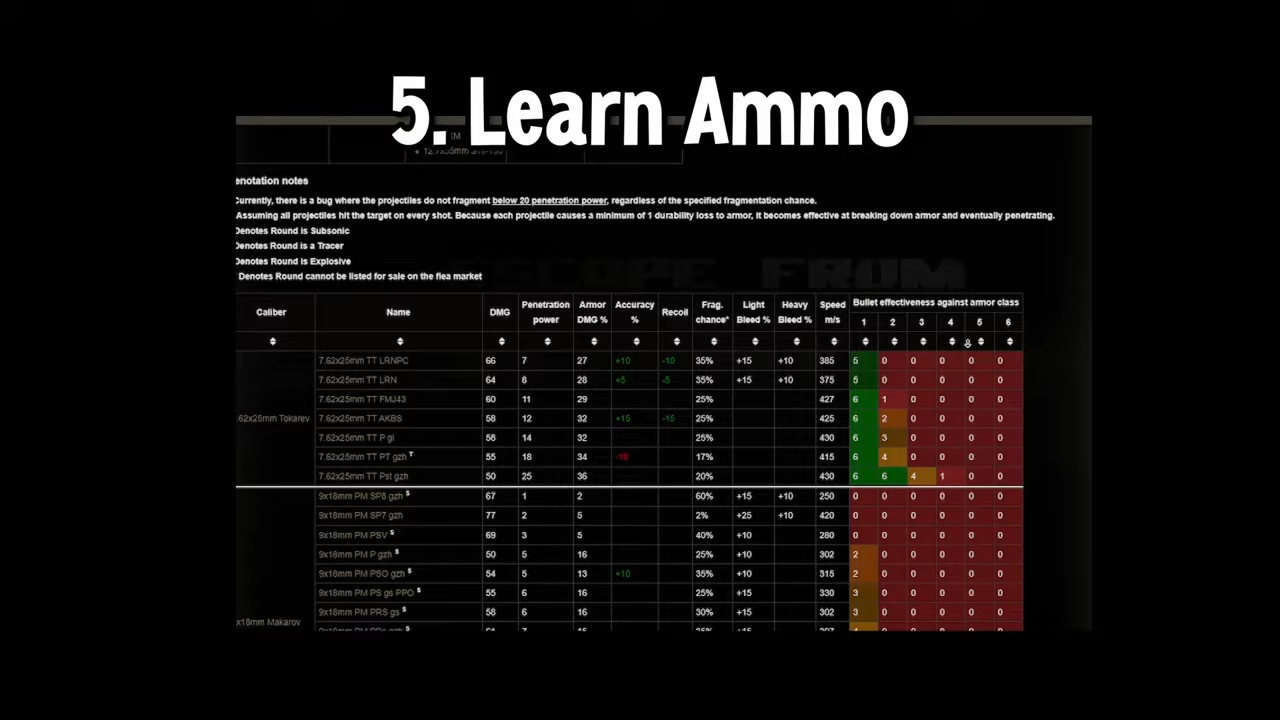 5. Learn Ammo
enotation notes
Currently, there is a bug where the projectiles do not fragment below 20 penetration power, regardless of the specified fragmentation chance.
Assuming all projectiles hit the target on every shot. Because each projectile causes a minimum of 1 durability loss to armor, it becomes effective at breaking down armor and eventually penetrating.
Denotes Round is Subsonic
Denotes Round is a Tracer
Denotes Round is Explosive
Denotes Round cannot be listed for sale on the flea market
ESCOPE FROM
Caliber Name DMG Penetration power Armor DMG % Accuracy % Recoil Frag. chance* Light Bleed % Heavy Bleed % Speed m/s Bullet effectiveness against armor class
1 2 3 4 5 6
7.62x25mm TT LRNPC 66 7 27 +10 -10 35% +15 +10 385 5 0 0 0 0 0
7.62x25mm TT LRN 64 8 28 +5 -5 35% +15 +10 375 5 0 0 0 0 0
7.62x25mm TT FMJ43 60 11 29 25% 427 6 1 0 0 0 0
.62x25mm Tokarev 7.62x25mm TT AKBS 58 12 32 +15 -15 25% 425 6 2 0 0 0 0
7.62x25mm TT P gl 58 14 32 25% 430 6 3 0 0 0 0
7.62x25mm TT PT gzh T 55 18 34 -10 17% 415 6 4 0 0 0 0
7.62x25mm TT Pst gzh 50 25 36 20% 430 6 6 4 1 0 0
9x18mm PM SP8 gzh S 67 1 2 60% +15 +10 250 0 0 0 0 0 0
9x18mm PM SP7 gzh 77 2 5 2% +25 +10 420 0 0 0 0 0 0
9x18mm PM PSV S 69 3 5 40% +10 280 0 0 0 0 0 0
9x18mm PM P gzh S 50 5 16 25% +10 302 2 0 0 0 0 0
9x18mm PM PSO gzh S 54 5 13 +10 35% +10 315 2 0 0 0 0 0
9x18mm PM PS gs PPO S 55 6 16 25% +10 330 3 0 0 0 0 0
9x18mm PM PRS gs S 58 6 16 30% +15 302 3 0 0 0 0 0
x18mm Makarov